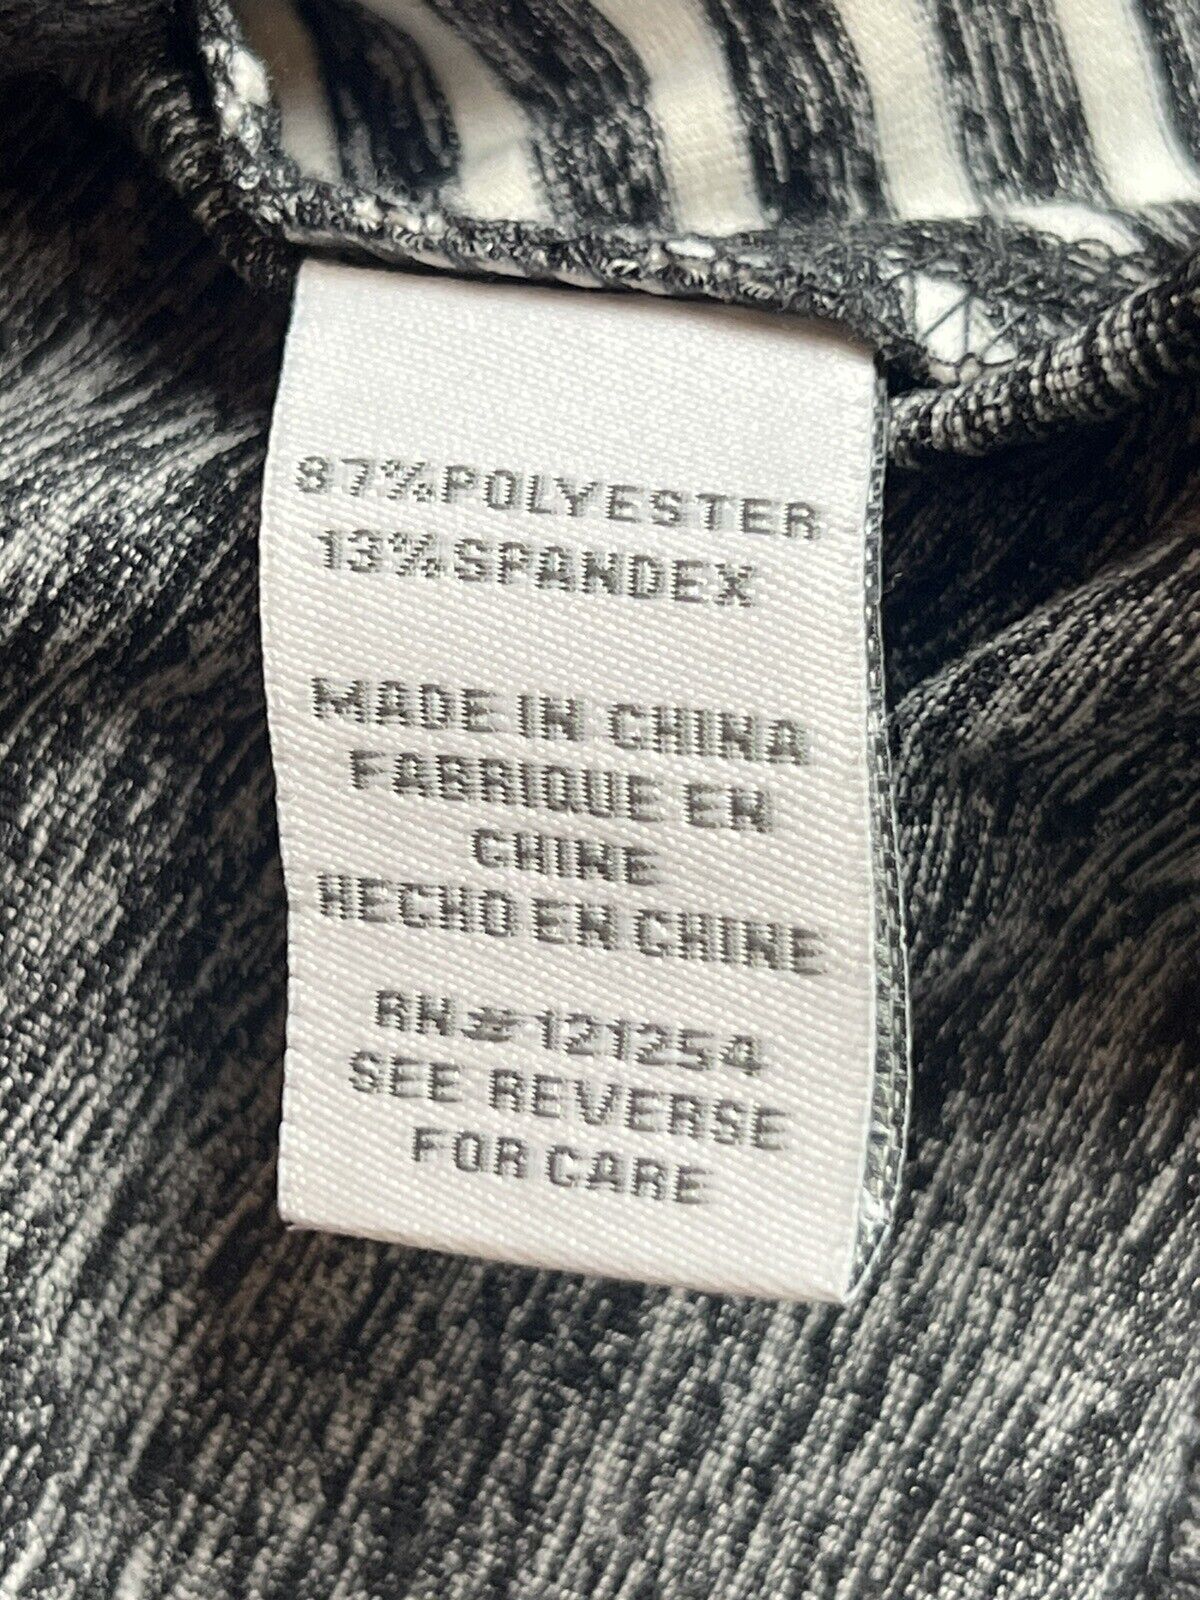 87%POLYESTER
13%SPANDEX
MADE IN CHINA
FABRIQUE EN
CHINE
HECHO EN CHINE
RN#121254
SEE REVERSE
FOR CARE